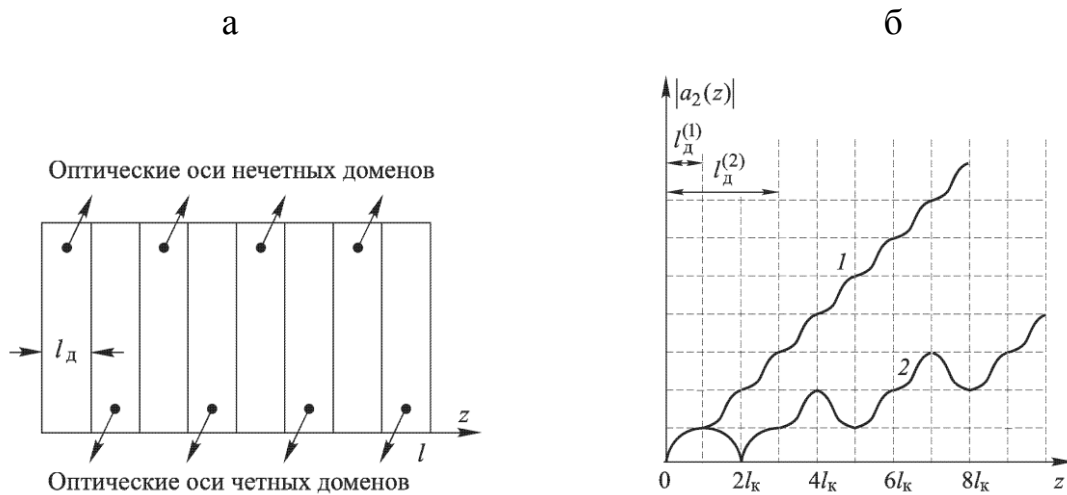 а
б
Оптические оси нечетных доменов
l_д
z
l
Оптические оси четных доменов
|a₂(z)|
l_д^(1)
l_д^(2)
1
2
0
2l_к
4l_к
6l_к
8l_к
z